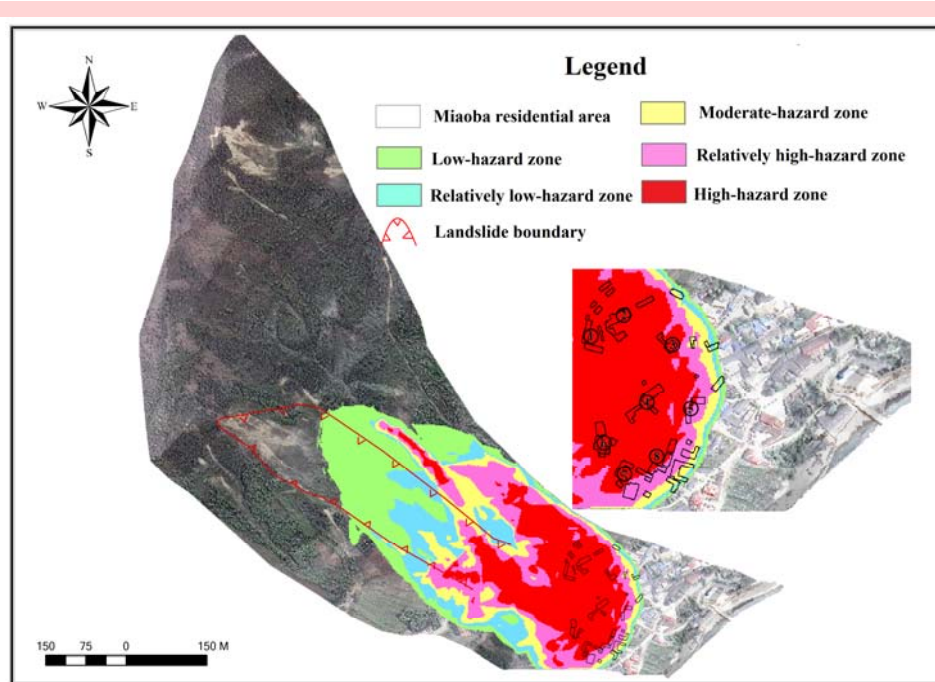 Legend
N
W E
S
Miaoba residential area
Moderate-hazard zone
Low-hazard zone
Relatively high-hazard zone
Relatively low-hazard zone
High-hazard zone
Landslide boundary
150 75 0 150 M